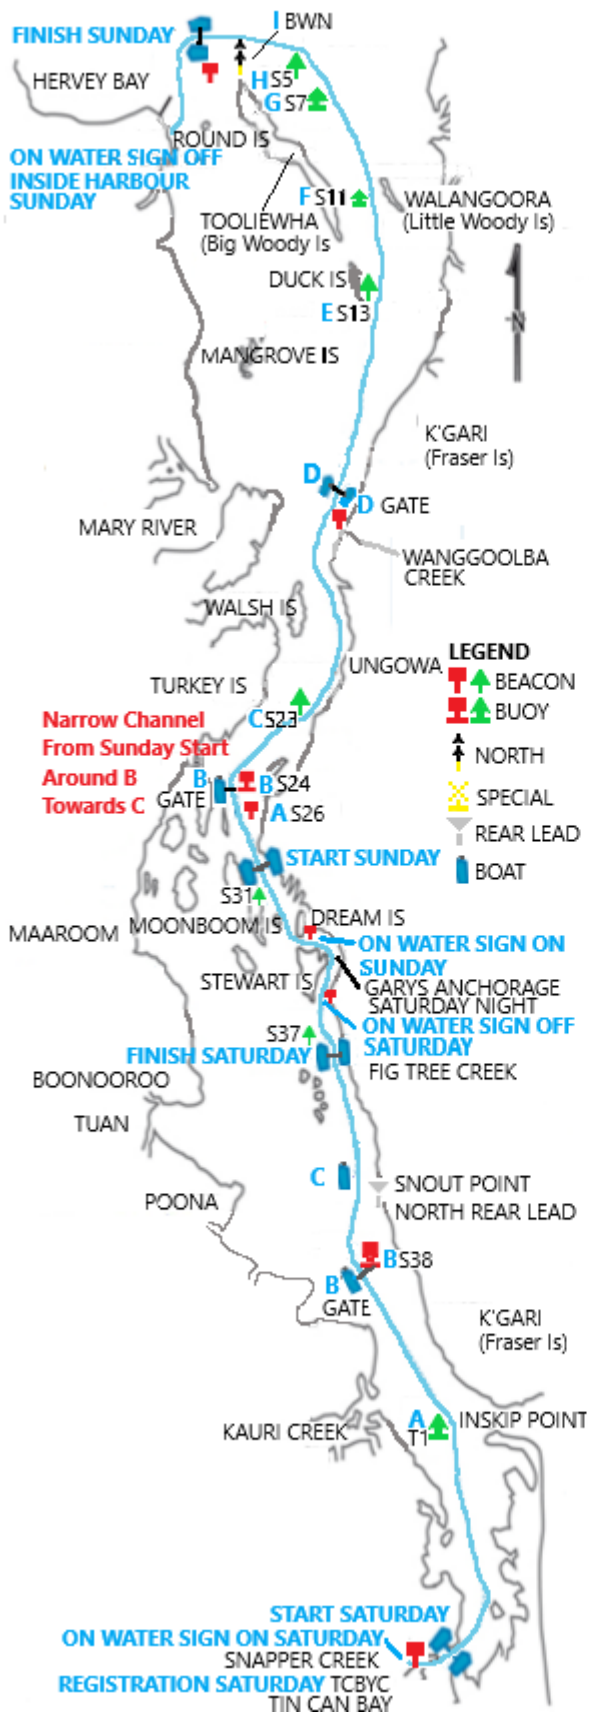 I BWN
FINISH SUNDAY
HERVEY BAY
H S5
G S7
ROUND IS
ON WATER SIGN OFF
INSIDE HARBOUR
SUNDAY
F S11
WALANGOORA
(Little Woody Is)
TOOLIEWHA
(Big Woody Is
DUCK IS
E S13
N
MANGROVE IS
K'GARI
(Fraser Is)
D
D GATE
MARY RIVER
WANGGOOLBA
CREEK
WALSH IS
LEGEND
UNGOWA
BEACON
TURKEY IS
BUOY
Narrow Channel
From Sunday Start
Around B
Towards C
C S23
NORTH
B
GATE
B S24
SPECIAL
A S26
REAR LEAD
START SUNDAY
BOAT
S31
MOONBOOM IS
DREAM IS
MAAROOM
ON WATER SIGN ON
SUNDAY
STEWART IS
GARYS ANCHORAGE
SATURDAY NIGHT
ON WATER SIGN OFF
SATURDAY
S37
FINISH SATURDAY
FIG TREE CREEK
BOONOOROO
TUAN
C
SNOUT POINT
NORTH REAR LEAD
POONA
B S38
B
GATE
K'GARI
(Fraser Is)
A
T1
INSKIP POINT
KAURI CREEK
START SATURDAY
ON WATER SIGN ON SATURDAY
SNAPPER CREEK
REGISTRATION SATURDAY TCBYC
TIN CAN BAY